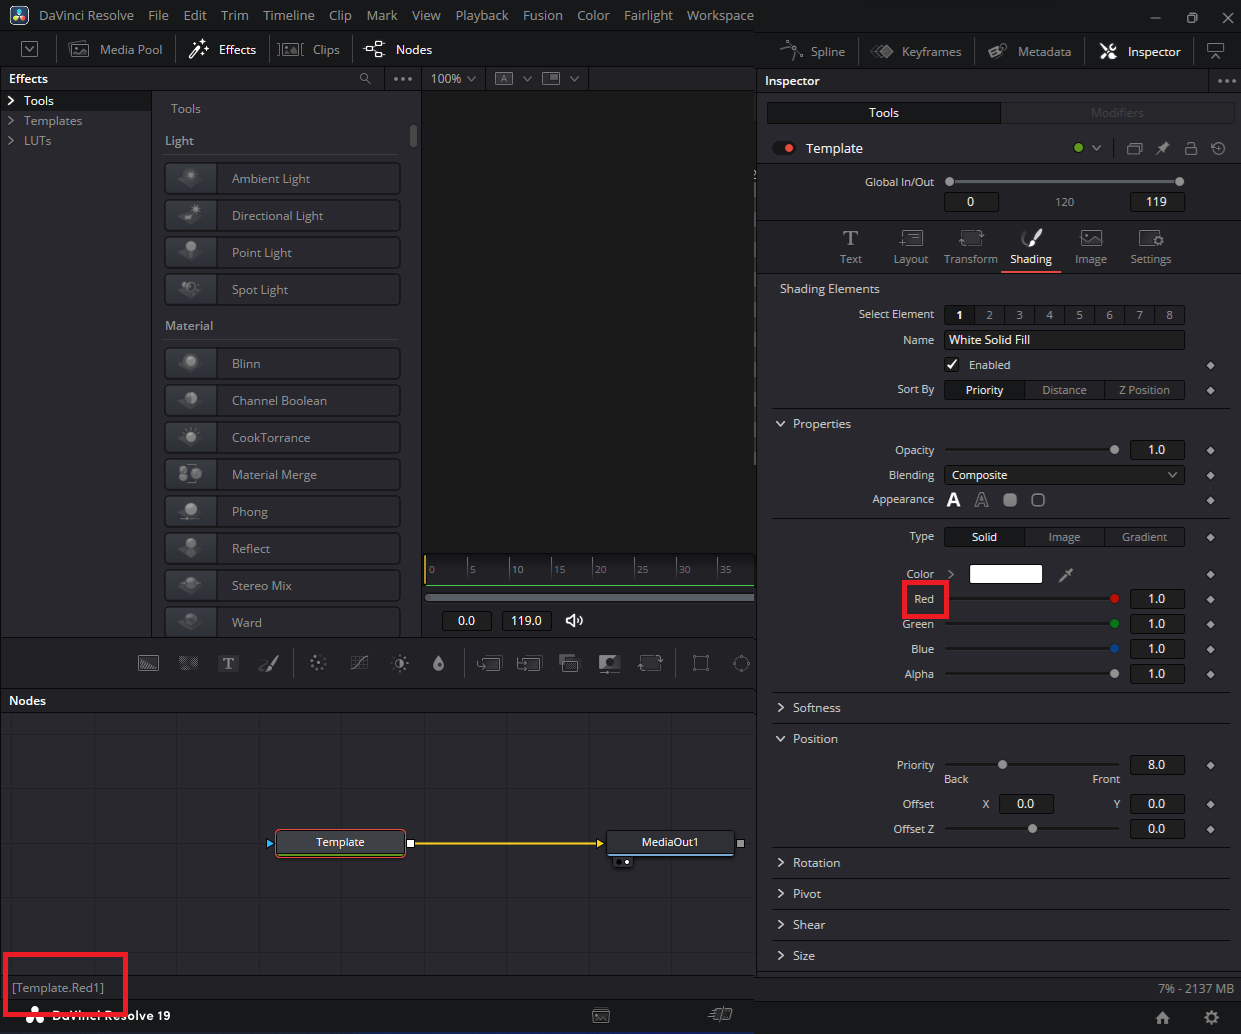 DaVinci Resolve File Edit Trim Timeline Clip Mark View Playback Fusion Color Fairlight Workspace
Media Pool Effects Clips Nodes Spline Keyframes Metadata Inspector
Effects
100%
A
Inspector
Tools
Templates
LUTs
Tools
Light
Ambient Light
Directional Light
Point Light
Spot Light
Material
Blinn
Channel Boolean
CookTorrance
Material Merge
Phong
Reflect
Stereo Mix
Ward
0 5 10 15 20 25 30 35
0.0 119.0
Tools Modifiers
Template
Global In/Out
0 120 119
T
Text Layout Transform Shading Image Settings
Shading Elements
Select Element 1 2 3 4 5 6 7 8
Name White Solid Fill
Enabled
Sort By Priority Distance Z Position
Properties
Opacity 1.0
Blending Composite
Appearance A A
Type Solid Image Gradient
Color
Red 1.0
Green 1.0
Blue 1.0
Alpha 1.0
Softness
Position
Priority 8.0
Back Front
Offset X 0.0 Y 0.0
Offset Z 0.0
Rotation
Pivot
Shear
Size
T
Nodes
Template MediaOut1
[Template.Red1]
7% - 2137 MB
DaVinci Resolve 19